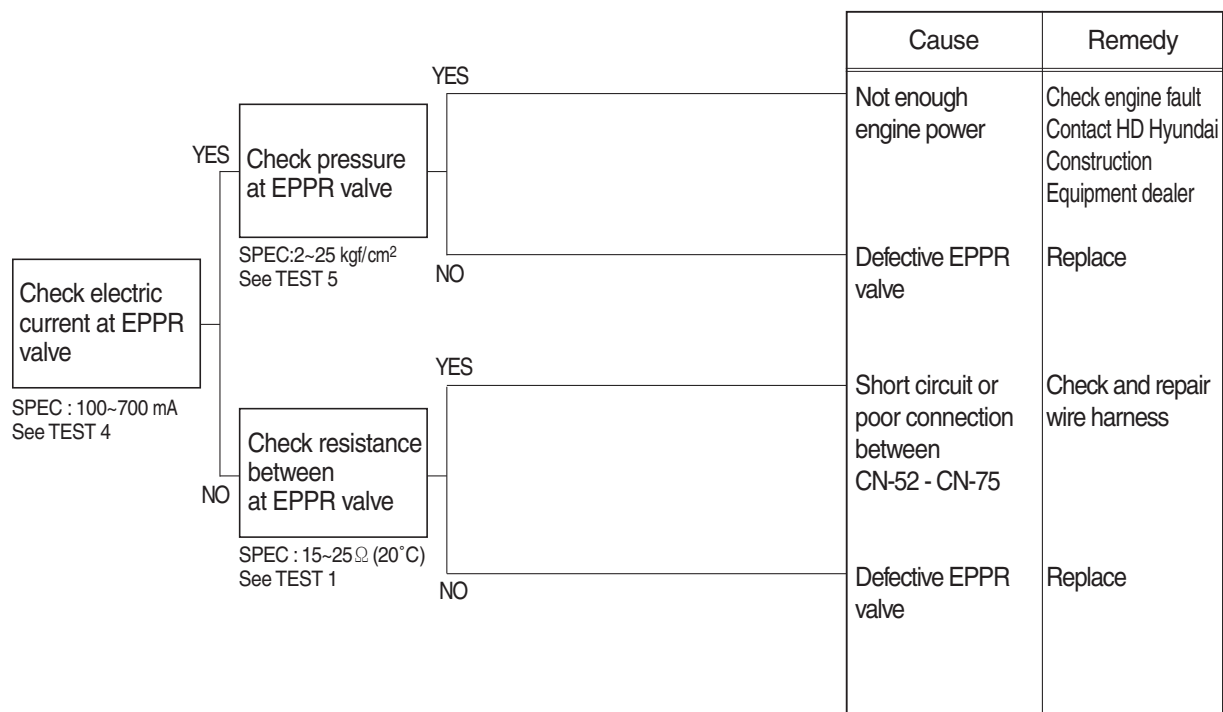 Cause
Remedy
YES
Not enough
engine power
Check engine fault
Contact HD Hyundai
Construction
Equipment dealer
YES
Check pressure
at EPPR valve
SPEC:2~25 kgf/cm²
See TEST 5
NO
Defective EPPR
valve
Replace
Check electric
current at EPPR
valve
SPEC : 100~700 mA
See TEST 4
YES
Short circuit or
poor connection
between
CN-52 - CN-75
Check and repair
wire harness
NO
Check resistance
between
at EPPR valve
SPEC : 15~25Ω (20˚C)
See TEST 1
NO
Defective EPPR
valve
Replace